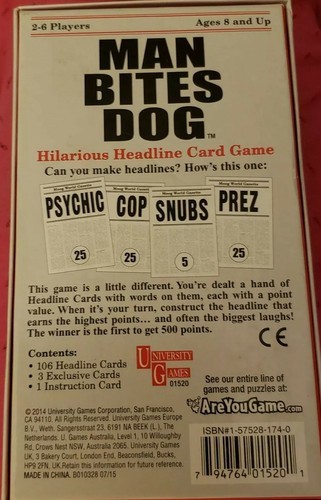 2-6 Players
Ages 8 and Up
MAN
BITES
DOG™
Hilarious Headline Card Game
Can you make headlines? How's this one:
PSYCHIC
25
COP
25
SNUBS
5
PREZ
25
This game is a little different. You're dealt a hand of
Headline Cards with words on them, each with a point
value. When it's your turn, construct the headline that
earns the highest points... and often the biggest laughs!
The winner is the first to get 500 points.
CE
Contents:
• 106 Headline Cards
• 3 Exclusive Cards
• 1 Instruction Card
UNIVERSITY
GAMES
01520
See our entire line of
games and puzzles at:
AreYouGame.com
© 2014 University Games Corporation, San Francisco,
CA 94110. All Rights Reserved. University Games Europe
B.V., Weth. Sangersstraat 23, 6191 NA BEEK (L.), The
Netherlands. U. Games Australia, Level 1, 10 Willoughby
Rd, Crows Nest NSW, Australia 2065. University Games
UK, 3 Bakery Court, London End, Beaconsfield, Bucks,
HP9 2FN, UK. Retain this information for future reference.
MADE IN CHINA. 8010328 07/15
ISBN#1-57528-174-0
7 94764 01520 1